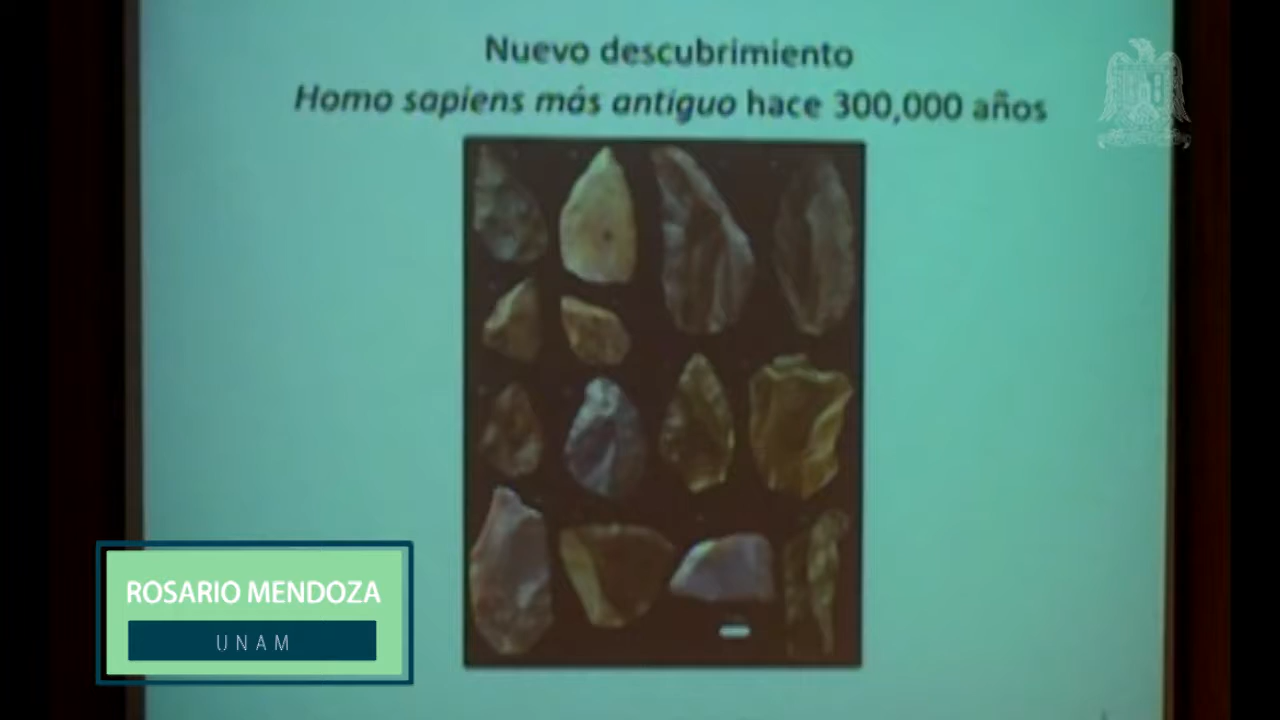 Nuevo descubrimiento
Homo sapiens más antiguo hace 300,000 años
ROSARIO MENDOZA
UNAM